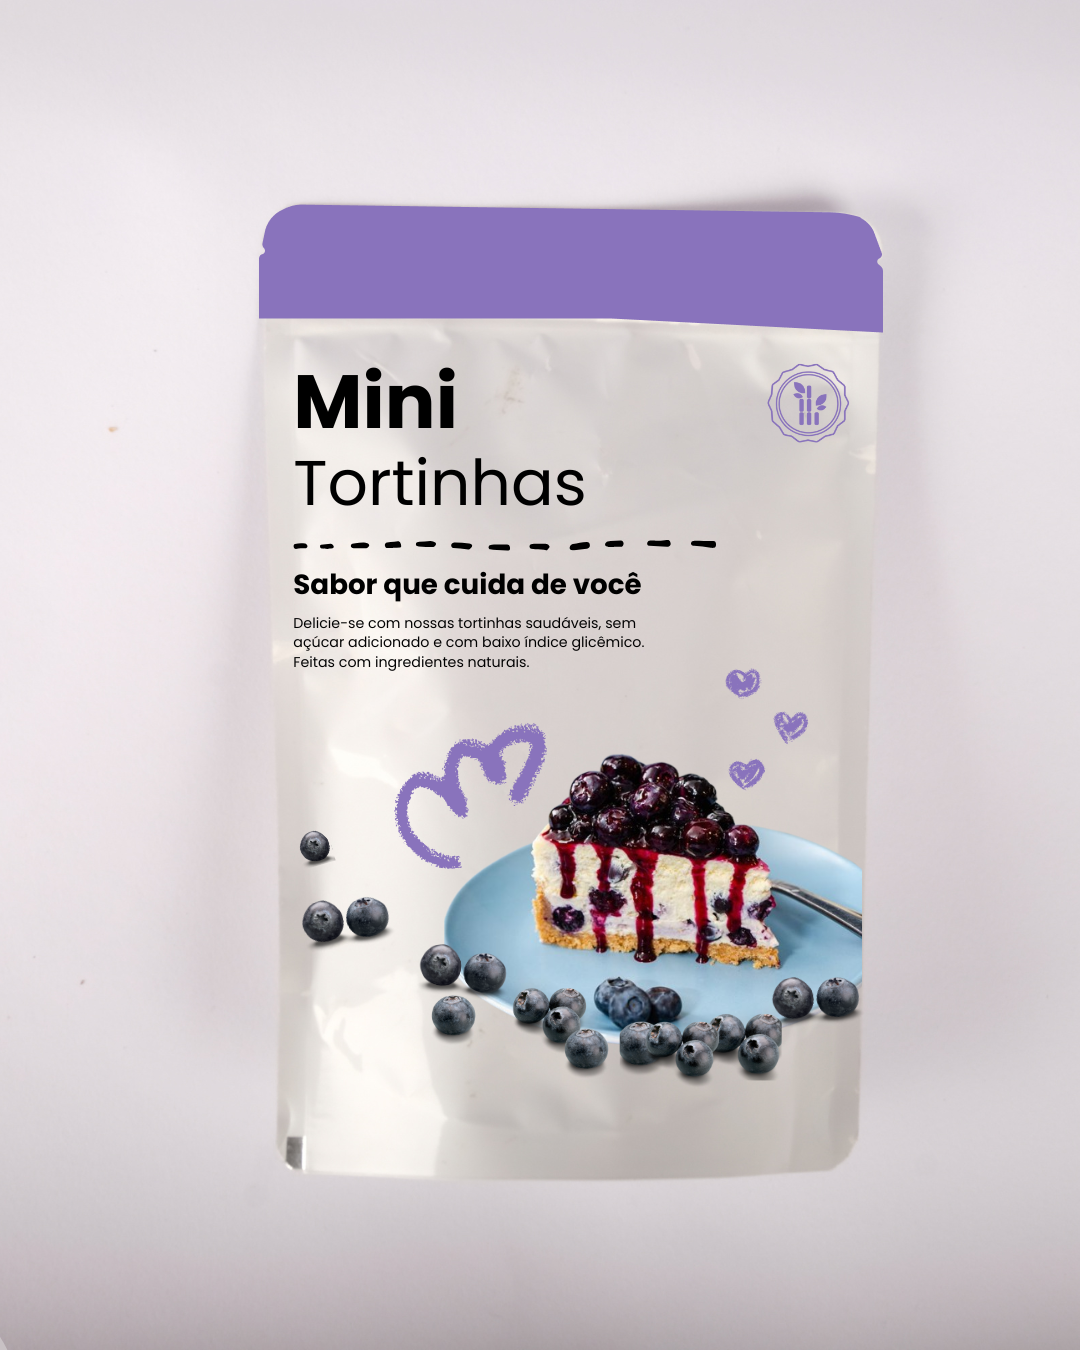 Mini
Tortinhas
Sabor que cuida de você
Delicie-se com nossas tortinhas saudáveis, sem
açúcar adicionado e com baixo índice glicêmico.
Feitas com ingredientes naturais.